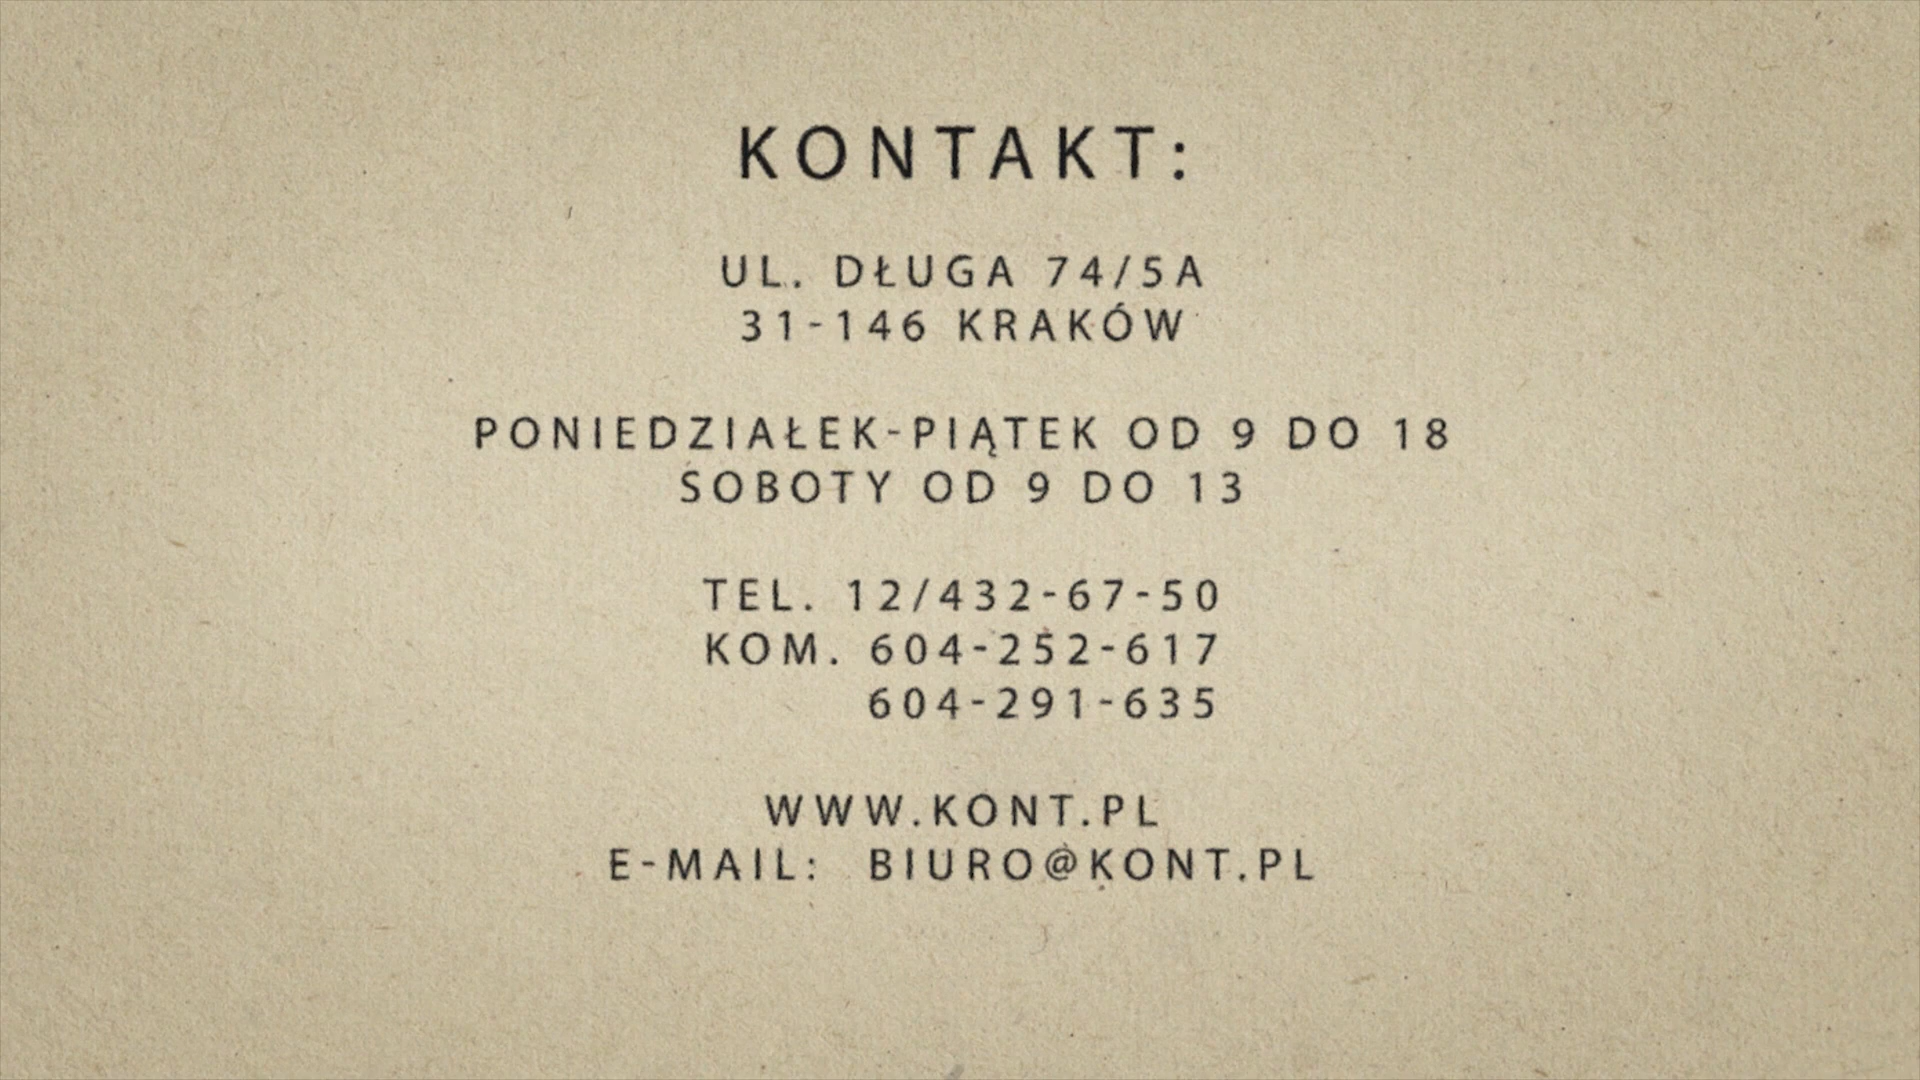 KONTAKT:
UL. DŁUGA 74/5A
31-146 KRAKÓW
PONIEDZIAŁEK-PIĄTEK OD 9 DO 18
SOBOTY OD 9 DO 13
TEL. 12/432-67-50
KOM. 604-252-617
604-291-635
WWW.KONT.PL
E-MAIL: BIURO@KONT.PL